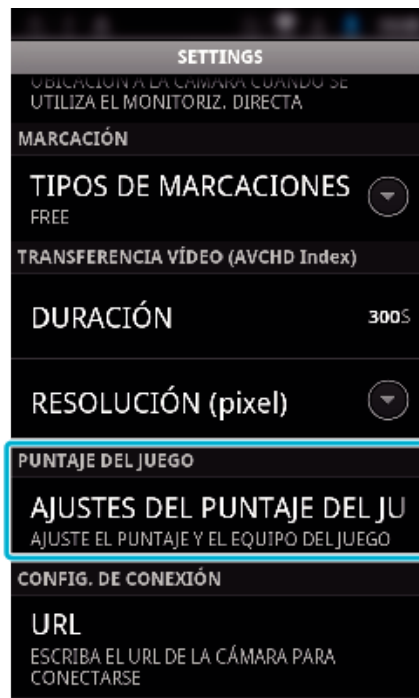 SETTINGS
UBICACIÓN A LA CÁMARA CUANDO SE
UTILIZA EL MONITORIZ. DIRECTA
MARCACIÓN
TIPOS DE MARCACIONES
FREE
TRANSFERENCIA VÍDEO (AVCHD Index)
DURACIÓN 300S
RESOLUCIÓN (pixel)
PUNTAJE DEL JUEGO
AJUSTES DEL PUNTAJE DEL JU
AJUSTE EL PUNTAJE Y EL EQUIPO DEL JUEGO
CONFIG. DE CONEXIÓN
URL
ESCRIBA EL URL DE LA CÁMARA PARA
CONECTARSE